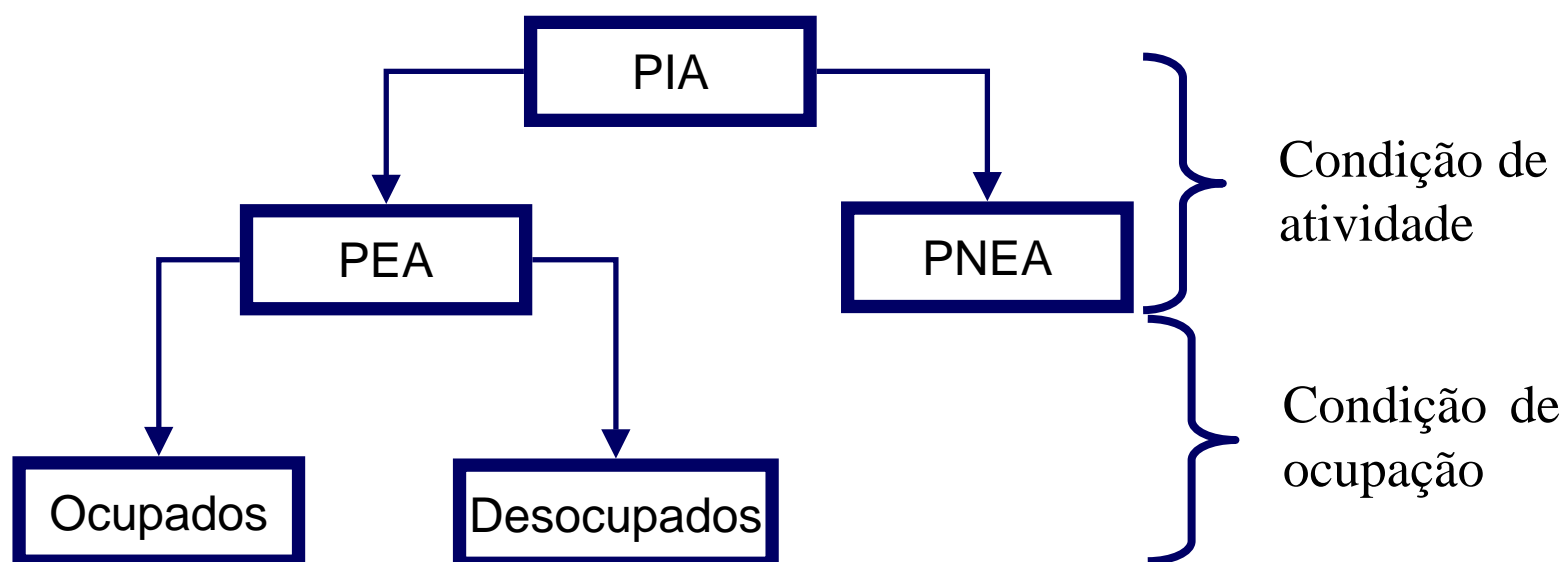 PIA
Condição de
atividade
PEA
PNEA
Condição de
ocupação
Ocupados
Desocupados